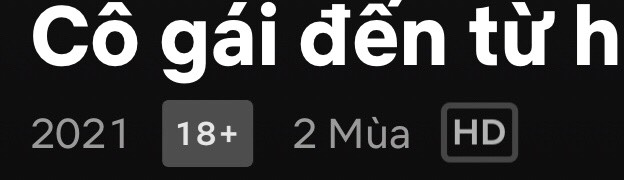 Cô gái đến từ h
2021 18+ 2 Mùa HD